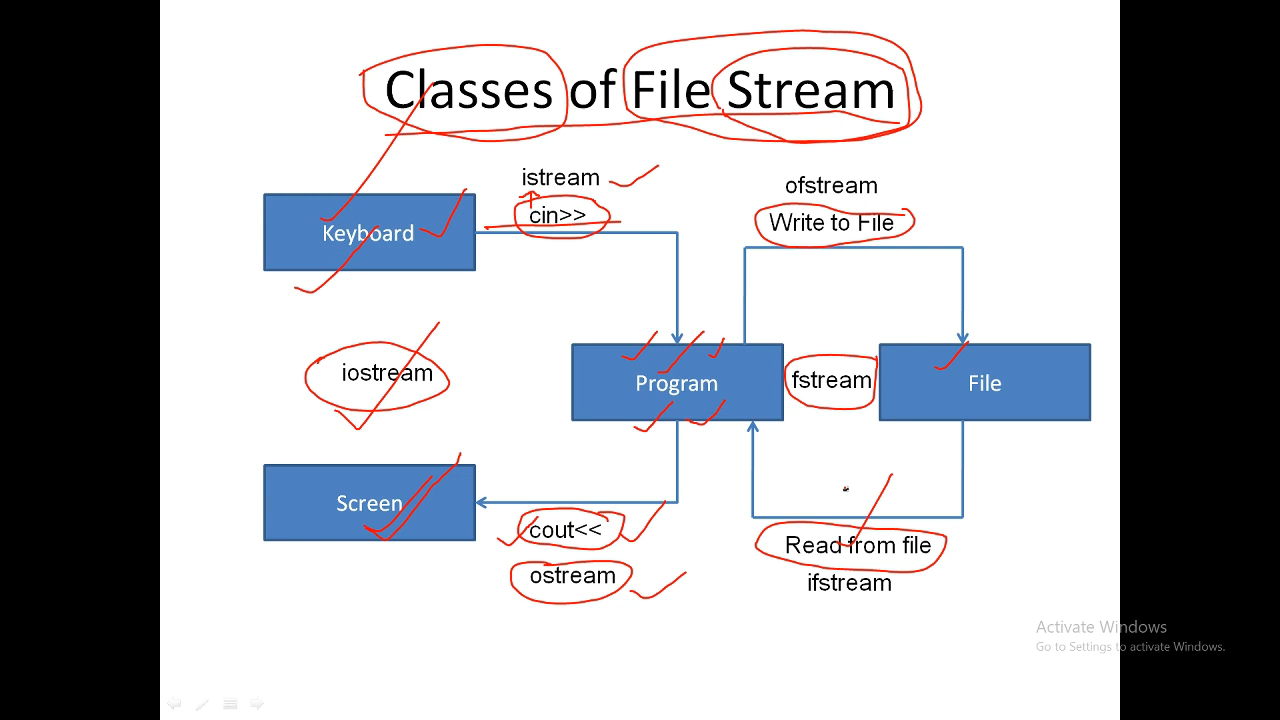 Classes of File Stream
istream
cin>>
Keyboard
ofstream
Write to File
iostream
Program
fstream
File
Screen
cout<<
ostream
Read from file
ifstream
Activate Windows
Go to Settings to activate Windows.